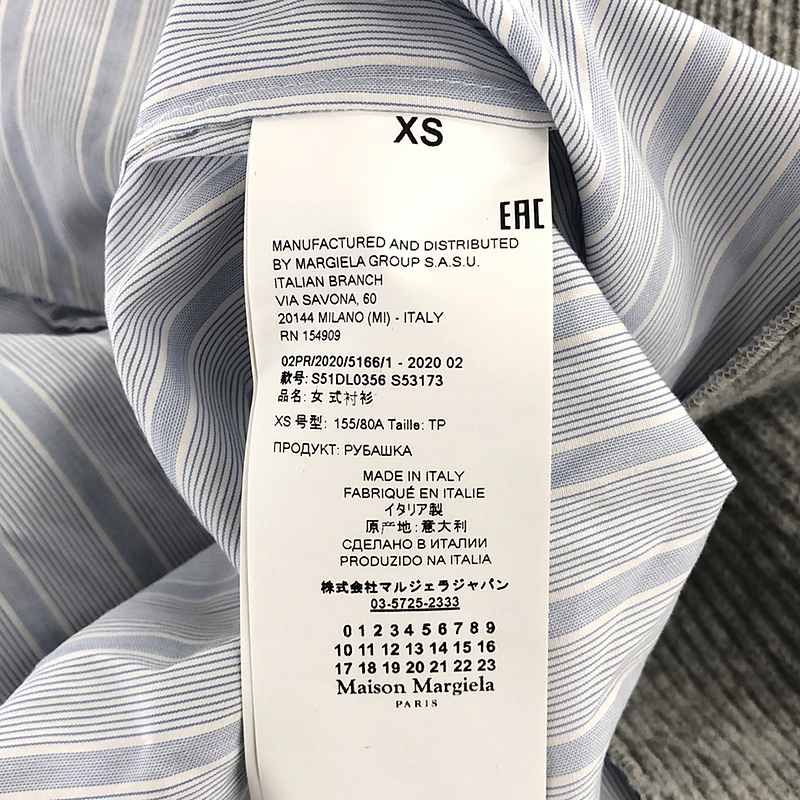 XS
EAC
MANUFACTURED AND DISTRIBUTED
BY MARGIELA GROUP S.A.S.U.
ITALIAN BRANCH
VIA SAVONA, 60
20144 MILANO (MI) - ITALY
RN 154909
02PR/2020/5166/1 - 2020 02
款号: S51DL0356 S53173
品名: 女式衬衫
XS 号型: 155/80A Taille: TP
ПРОДУКТ: РУБАШКА
MADE IN ITALY
FABRIQUÉ EN ITALIE
イタリア製
原产地: 意大利
СДЕЛАНО В ИТАЛИИ
PRODUZIDO NA ITALIA
株式会社マルジェラジャパン
03-5725-2333
0 1 2 3 4 5 6 7 8 9
10 11 12 13 14 15 16
17 18 19 20 21 22 23
Maison Margiela
PARIS